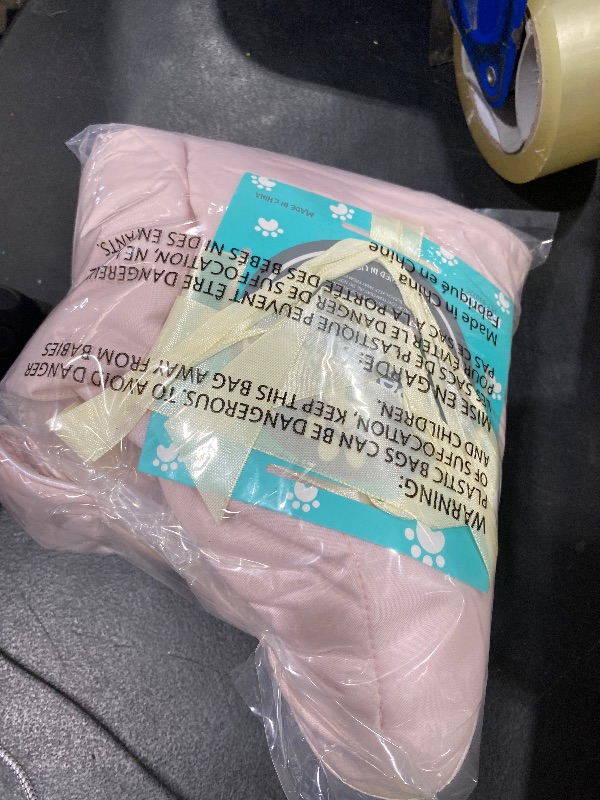 WARNING:
PLASTIC BAGS CAN BE DANGEROUS, TO AVOID DANGER
OF SUFFOCATION, KEEP THIS BAG AWAY FROM BABIES
AND CHILDREN.
MISE EN GARDE:
DES SACS DE PLASTIQUE PEUVENT ÊTRE DANGEREUX
POUR ÉVITER LE DANGER DE SUFFOCATION, NE
PAS CE SAC À LA PORTÉE DES BÉBÉS NI DES ENFANTS.
Made in China
Fabriqué en Chine
MADE IN CHINA